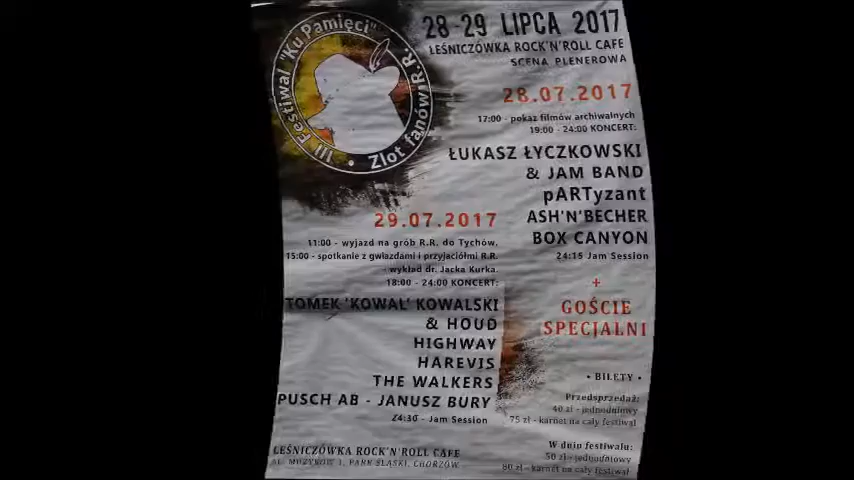 III Festiwal "Ku Pamięci"
• Zlot fanów R.R.
28-29 LIPCA 2017
LEŚNICZÓWKA ROCK'N'ROLL CAFE
SCENA PLENEROWA
28.07.2017
17:00 - pokaz filmów archiwalnych
19:00 - 24:00 KONCERT:
ŁUKASZ ŁYCZKOWSKI
& JAM BAND
pARTyzant
ASH'N'BECHER
BOX CANYON
24:15 Jam Session
+
GOŚCIE
SPECJALNI
29.07.2017
11:00 - wyjazd na grób R.R. do Tychów,
15:00 - spotkanie z gwiazdami i przyjaciółmi R.R.
- wykład dr. Jacka Kurka.
18:00 - 24:00 KONCERT:
TOMEK 'KOWAL' KOWALSKI
& HOUD
HIGHWAY
HAREVIS
THE WALKERS
PUSCH AB - JANUSZ BURY
24:30 - Jam Session
• BILETY •
Przedsprzedaż:
40 zł - jednodniowy
75 zł - karnet na cały festiwal
W dniu festiwalu:
50 zł - jednodniowy
80 zł - karnet na cały festiwal
LEŚNICZÓWKA ROCK'N'ROLL CAFE
AL. MUZYKÓW 1, PARK ŚLĄSKI, CHORZÓW